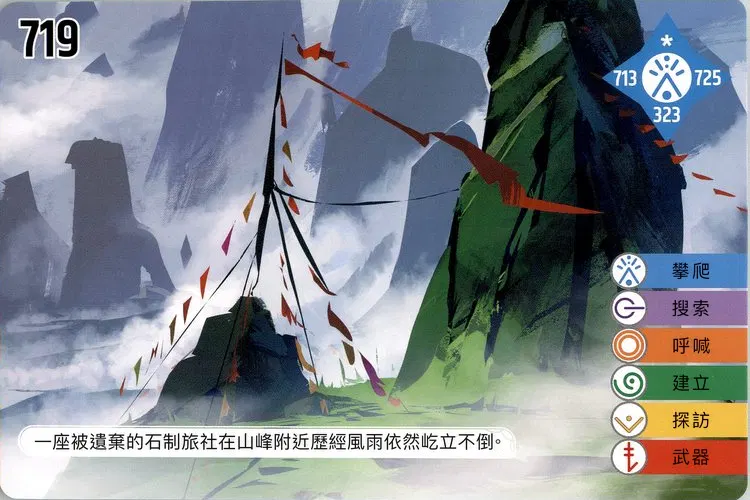 719
*
713 725
323
攀爬
搜索
呼喊
建立
探訪
武器
一座被遺棄的石制旅社在山峰附近歷經風雨依然屹立不倒。